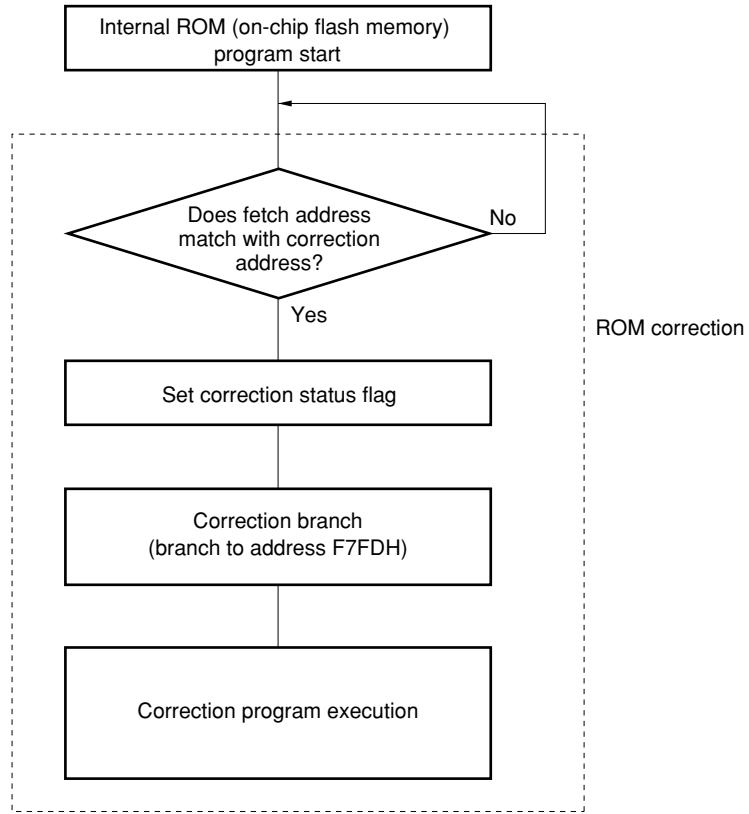 Internal ROM (on-chip flash memory)
program start
Does fetch address
match with correction
address?
No
Yes
ROM correction
Set correction status flag
Correction branch
(branch to address F7FDH)
Correction program execution